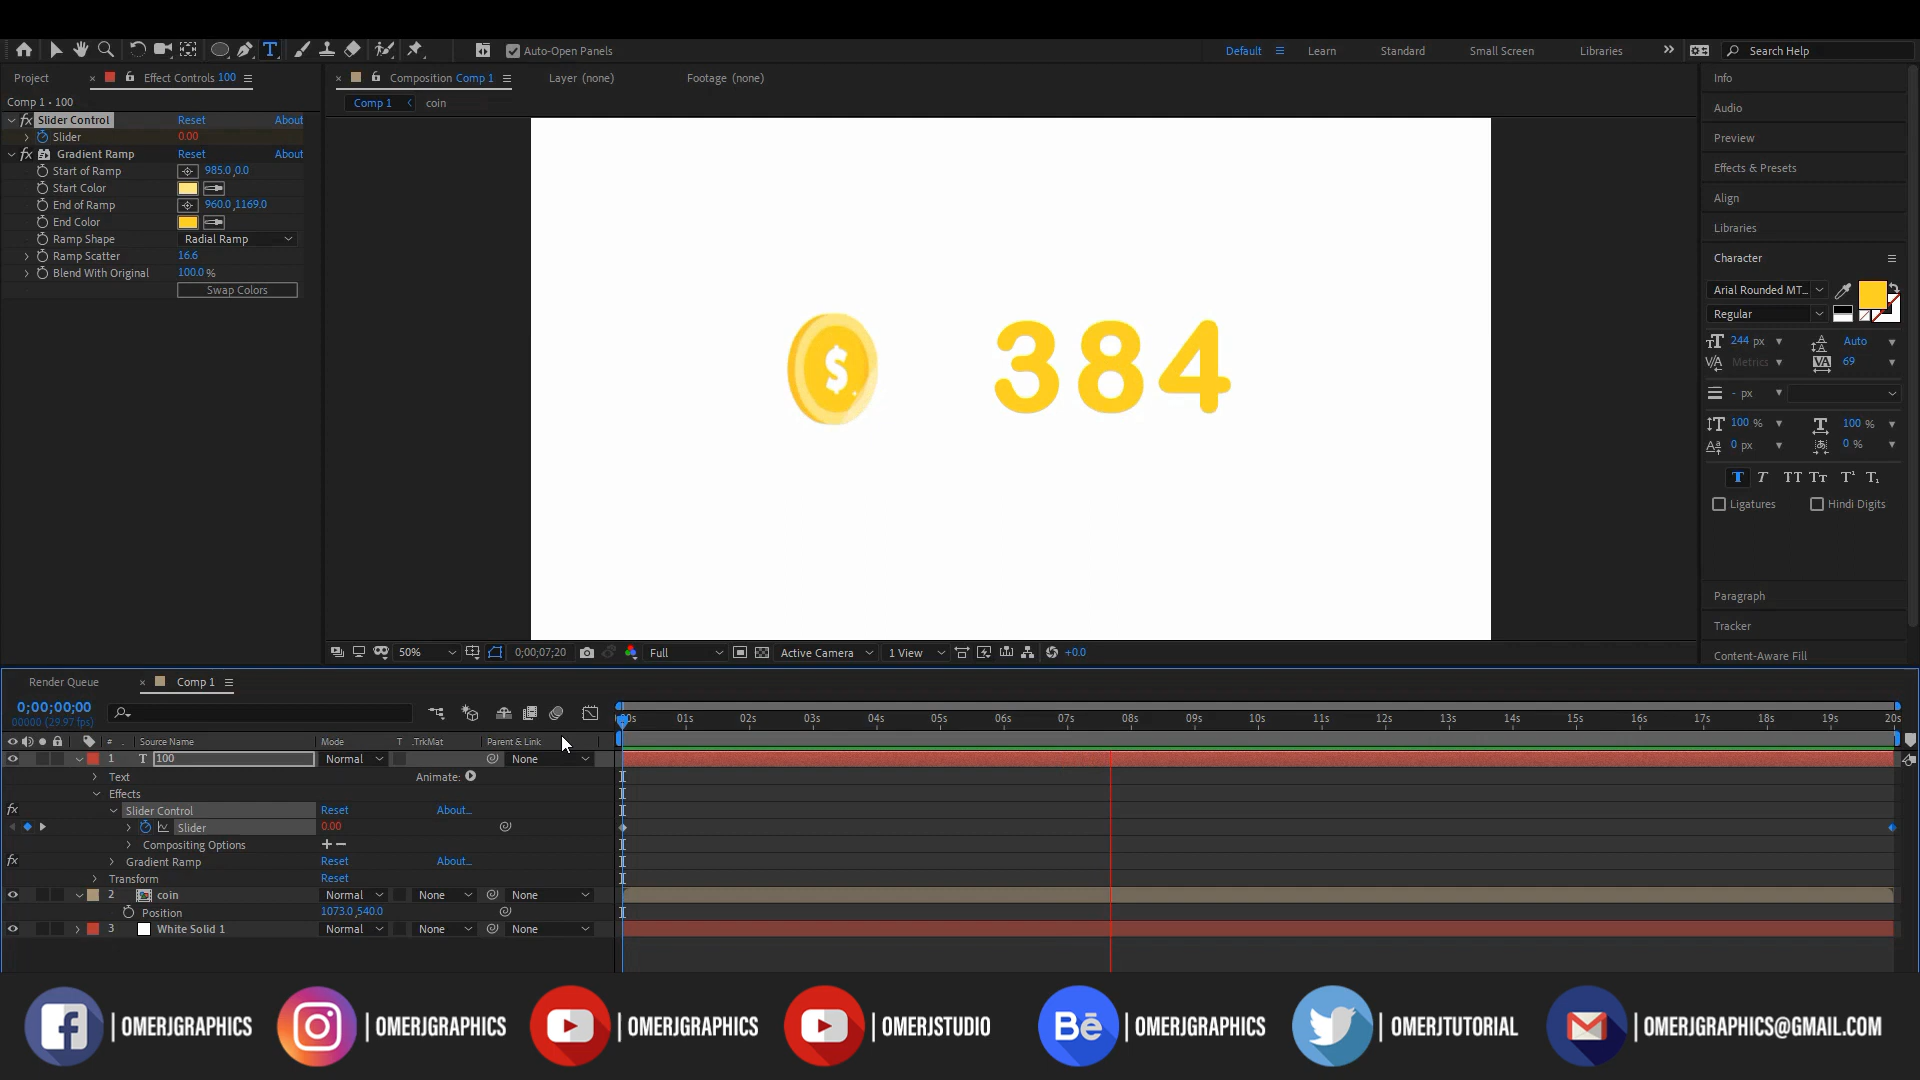 Auto-Open Panels
Default Learn Standard Small Screen Libraries Search Help
Project Effect Controls 100
Comp 1 • 100
Slider Control Reset About
Slider 0.00
Gradient Ramp Reset About
Start of Ramp 985.0,0.0
Start Color
End of Ramp 960.0,1169.0
End Color
Ramp Shape Radial Ramp
Ramp Scatter 16.6
Blend With Original 100.0 %
Swap Colors
Composition Comp 1 Layer (none) Footage (none)
Comp 1 coin
$ 384
50% 0;00;07;20 Full Active Camera 1 View +0.0
Info
Audio
Preview
Effects & Presets
Align
Libraries
Character
Arial Rounded MT...
Regular
244 px Auto
Metrics 69
- px
100 % 100 %
0 px 0 %
T T TT TT T¹ T₁
Ligatures Hindi Digits
Paragraph
Tracker
Content-Aware Fill
Render Queue Comp 1
0;00;00;00
00000 (29.97 fps)
00s 01s 02s 03s 04s 05s 06s 07s 08s 09s 10s 11s 12s 13s 14s 15s 16s 17s 18s 19s 20s
# Source Name Mode T .TrkMat Parent & Link
1 T 100 Normal None
Text Animate:
Effects
fx Slider Control Reset About...
Slider 0.00
Compositing Options + −
fx Gradient Ramp Reset About...
Transform Reset
2 coin Normal None None
Position 1073.0,540.0
3 White Solid 1 Normal None None
| OMERJGRAPHICS | OMERJGRAPHICS | OMERJGRAPHICS | OMERJSTUDIO Bē | OMERJGRAPHICS | OMERJTUTORIAL | OMERJGRAPHICS@GMAIL.COM